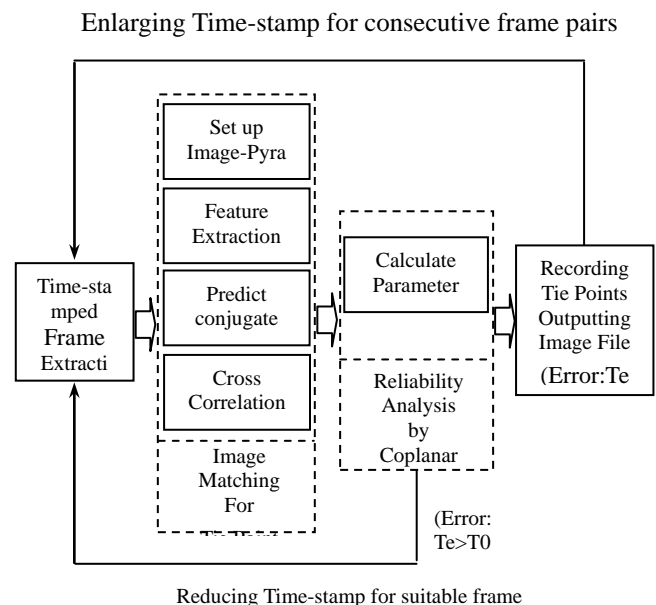 Enlarging Time-stamp for consecutive frame pairs
Set up
Image-Pyra
Feature
Extraction
Predict
conjugate
Cross
Correlation
Image
Matching
For
Time-sta
mped
Frame
Extracti
Calculate
Parameter
Reliability
Analysis
by
Coplanar
Recording
Tie Points
Outputting
Image File
(Error:Te
(Error:
Te>T0
Reducing Time-stamp for suitable frame